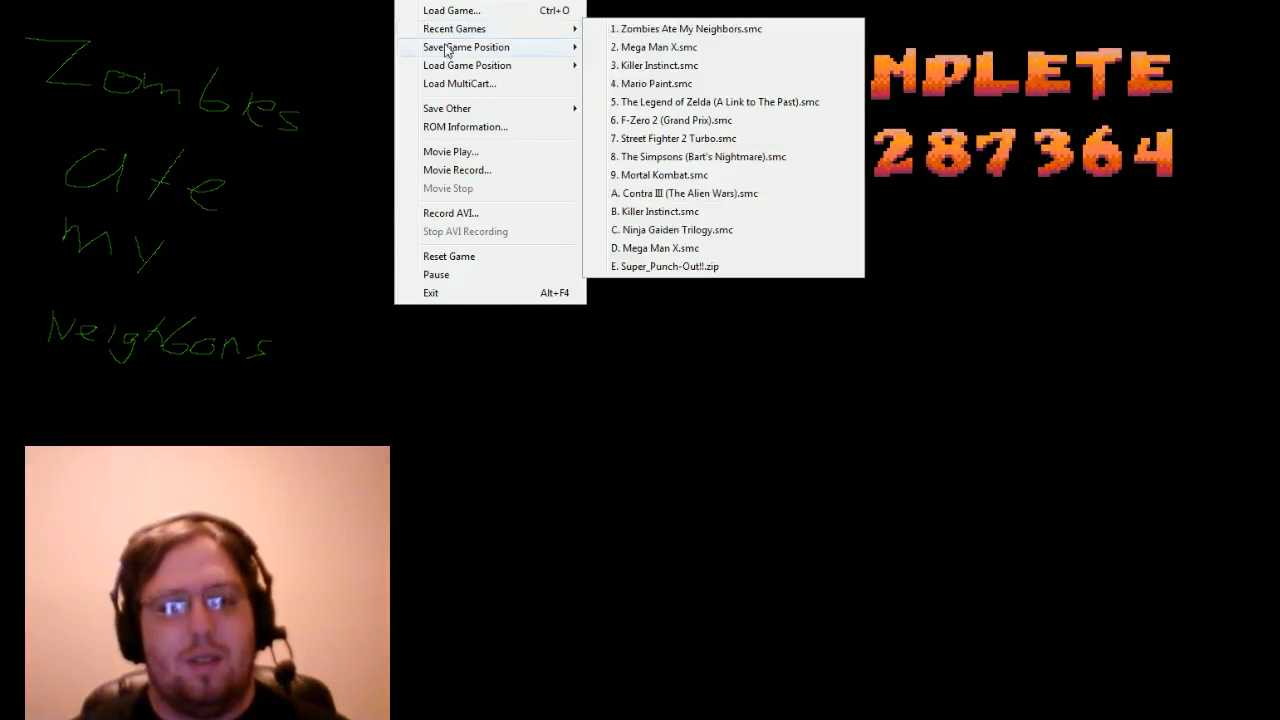 Zombies
ate
my
Neighbors
Load Game... Ctrl+O
Recent Games
Save Game Position
Load Game Position
Load MultiCart...
Save Other
ROM Information...
Movie Play...
Movie Record...
Movie Stop
Record AVI...
Stop AVI Recording
Reset Game
Pause
Exit Alt+F4
1. Zombies Ate My Neighbors.smc
2. Mega Man X.smc
3. Killer Instinct.smc
4. Mario Paint.smc
5. The Legend of Zelda (A Link to The Past).smc
6. F-Zero 2 (Grand Prix).smc
7. Street Fighter 2 Turbo.smc
8. The Simpsons (Bart's Nightmare).smc
9. Mortal Kombat.smc
A. Contra III (The Alien Wars).smc
B. Killer Instinct.smc
C. Ninja Gaiden Trilogy.smc
D. Mega Man X.smc
E. Super_Punch-Out!!.zip
MPLETE
287364